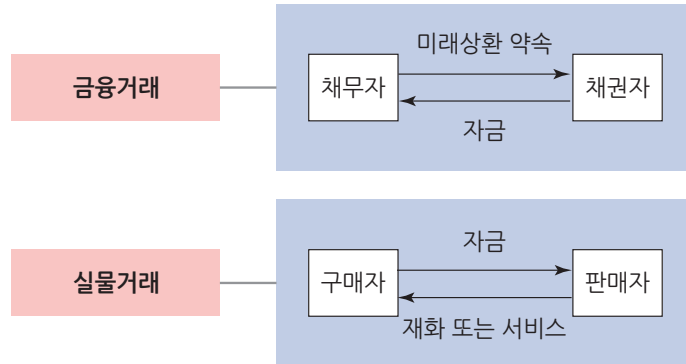 금융거래
미래상환 약속
채무자
채권자
자금
실물거래
자금
구매자
판매자
재화 또는 서비스